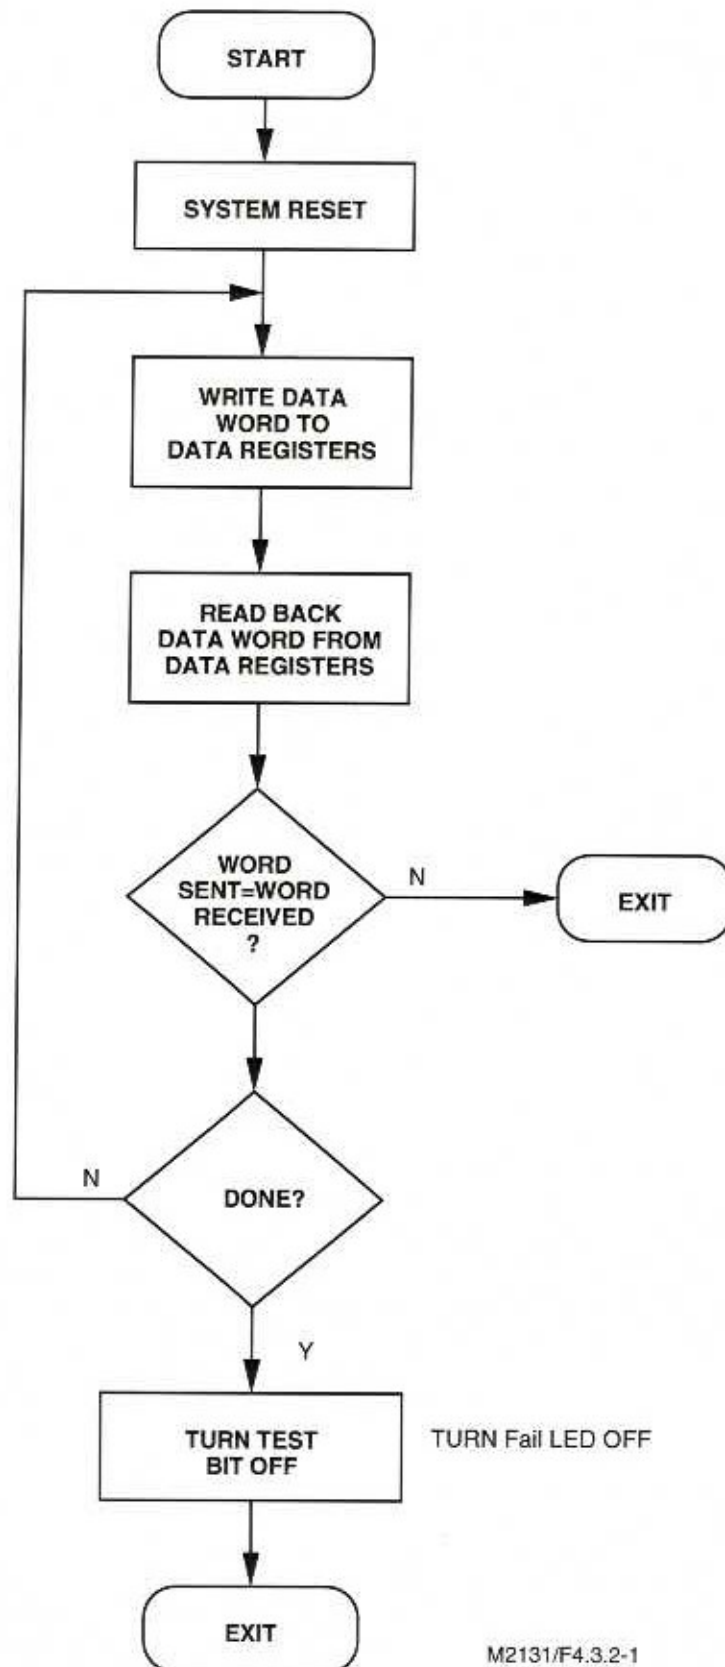 START
SYSTEM RESET
WRITE DATA
WORD TO
DATA REGISTERS
READ BACK
DATA WORD FROM
DATA REGISTERS
WORD
SENT=WORD
RECEIVED
?
N
EXIT
N
DONE?
Y
TURN TEST
BIT OFF
TURN Fail LED OFF
EXIT
M2131/F4.3.2-1